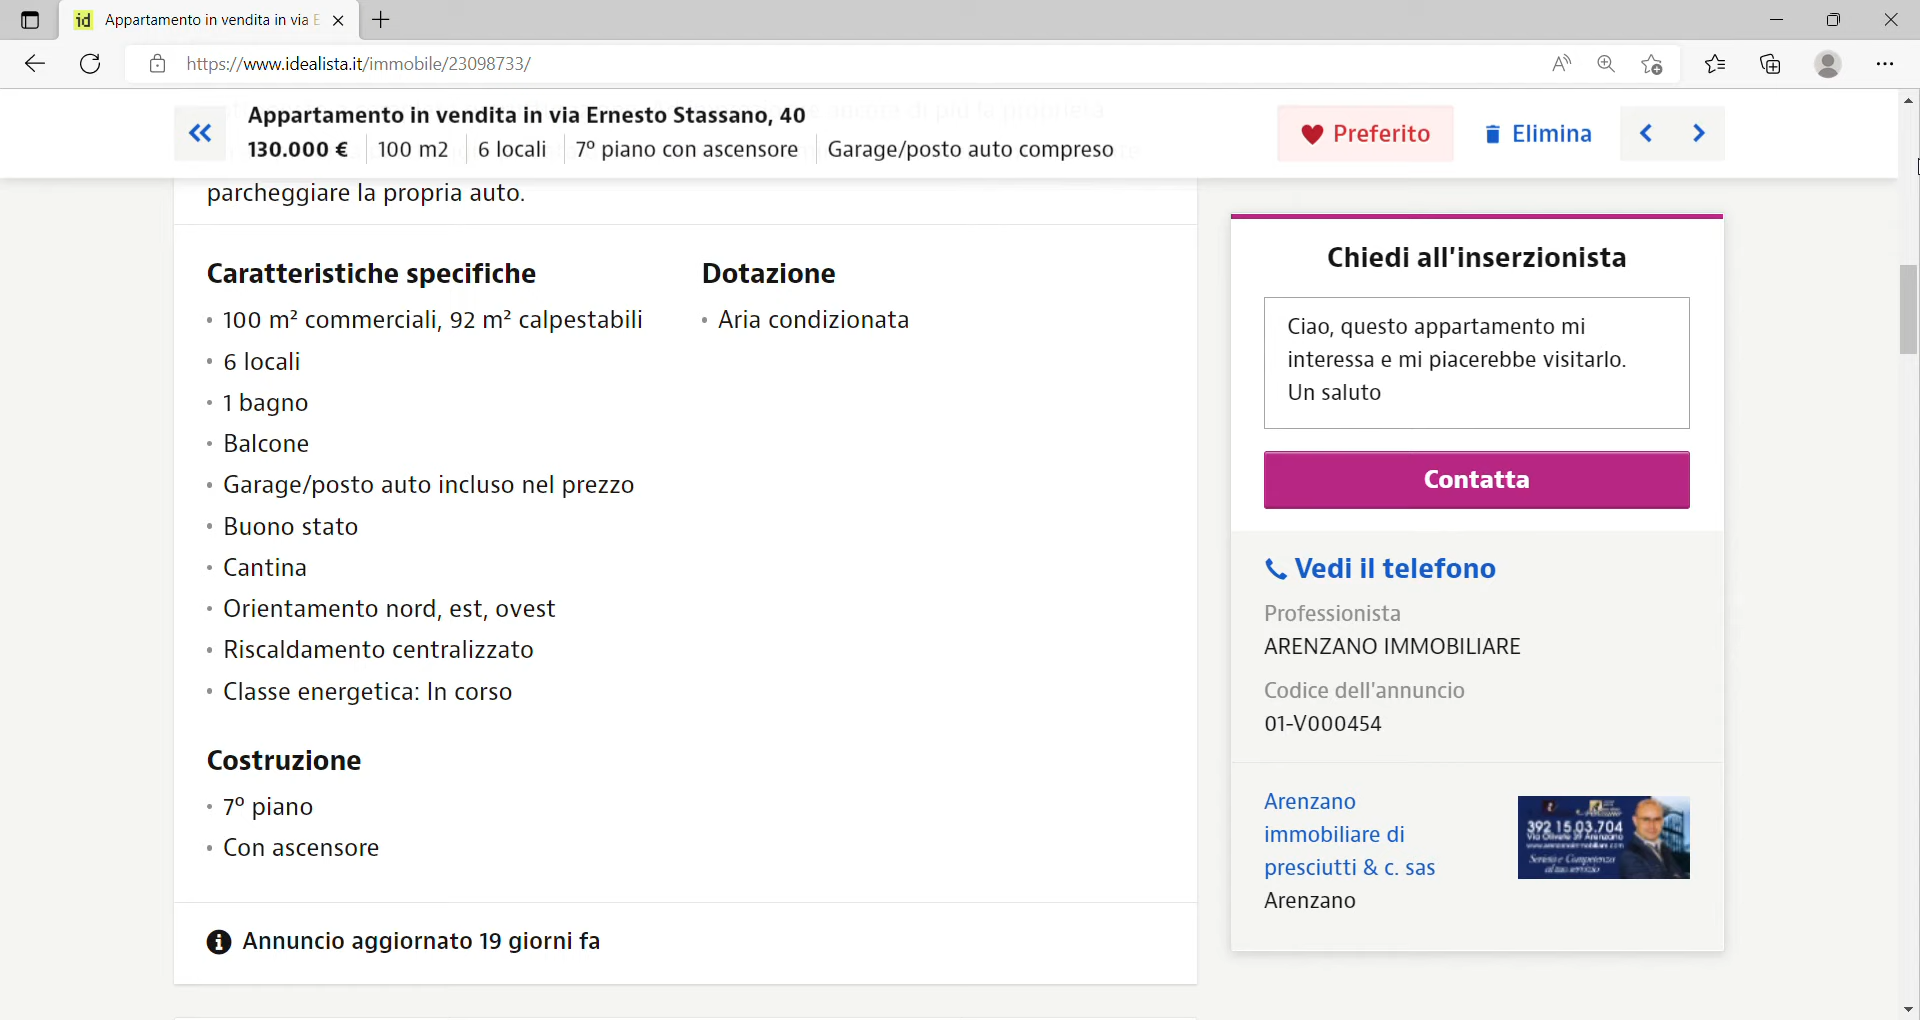 Appartamento in vendita in via E
https://www.idealista.it/immobile/23098733/
Appartamento in vendita in via Ernesto Stassano, 40
130.000 € 100 m2 6 locali 7º piano con ascensore Garage/posto auto compreso
Preferito
Elimina
parcheggiare la propria auto.
Caratteristiche specifiche
• 100 m² commerciali, 92 m² calpestabili
• 6 locali
• 1 bagno
• Balcone
• Garage/posto auto incluso nel prezzo
• Buono stato
• Cantina
• Orientamento nord, est, ovest
• Riscaldamento centralizzato
• Classe energetica: In corso
Costruzione
• 7º piano
• Con ascensore
Dotazione
• Aria condizionata
Annuncio aggiornato 19 giorni fa
Chiedi all'inserzionista
Ciao, questo appartamento mi
interessa e mi piacerebbe visitarlo.
Un saluto
Contatta
Vedi il telefono
Professionista
ARENZANO IMMOBILIARE
Codice dell'annuncio
01-V000454
Arenzano
immobiliare di
presciutti & c. sas
Arenzano
392 15.03.704
Serietà e Competenza
al tuo servizio